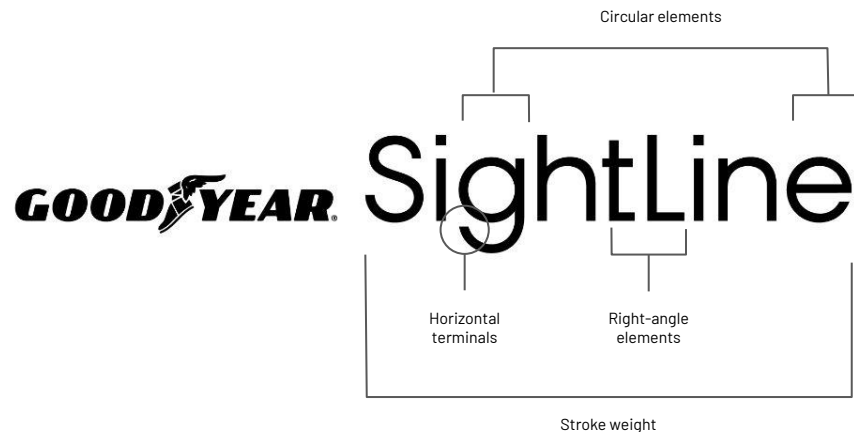 Circular elements
GOODYEAR®
SightLine
Horizontal
terminals
Right-angle
elements
Stroke weight